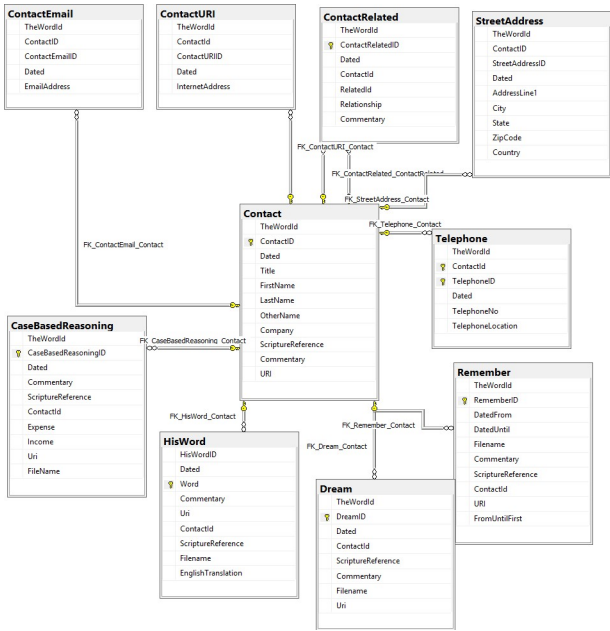 ContactEmail
TheWordId
ContactID
ContactEmailID
Dated
EmailAddress
ContactURI
TheWordId
ContactId
ContactURIID
Dated
InternetAddress
ContactRelated
TheWordId
ContactRelatedID
Dated
ContactId
RelatedId
Relationship
Commentary
StreetAddress
TheWordId
ContactID
StreetAddressID
Dated
AddressLine1
City
State
ZipCode
Country
FK_ContactURI_Contact
FK_ContactRelated_ContactRelated
FK_StreetAddress_Contact
FK_Telephone_Contact
FK_ContactEmail_Contact
Contact
TheWordId
ContactID
Dated
Title
FirstName
LastName
OtherName
Company
ScriptureReference
Commentary
URI
Telephone
TheWordId
ContactId
TelephoneID
Dated
TelephoneNo
TelephoneLocation
CaseBasedReasoning
TheWordId
CaseBasedReasoningID
Dated
Commentary
ScriptureReference
ContactId
Expense
Income
Uri
FileName
FK_CaseBasedReasoning_Contact
FK_HisWord_Contact
FK_Remember_Contact
FK_Dream_Contact
HisWord
HisWordID
Dated
Word
Commentary
Uri
ContactId
ScriptureReference
Filename
EnglishTranslation
Dream
TheWordId
DreamID
Dated
ContactId
ScriptureReference
Commentary
Filename
Uri
Remember
TheWordId
RememberID
DatedFrom
DatedUntil
Filename
Commentary
ScriptureReference
ContactId
URI
FromUntilFirst